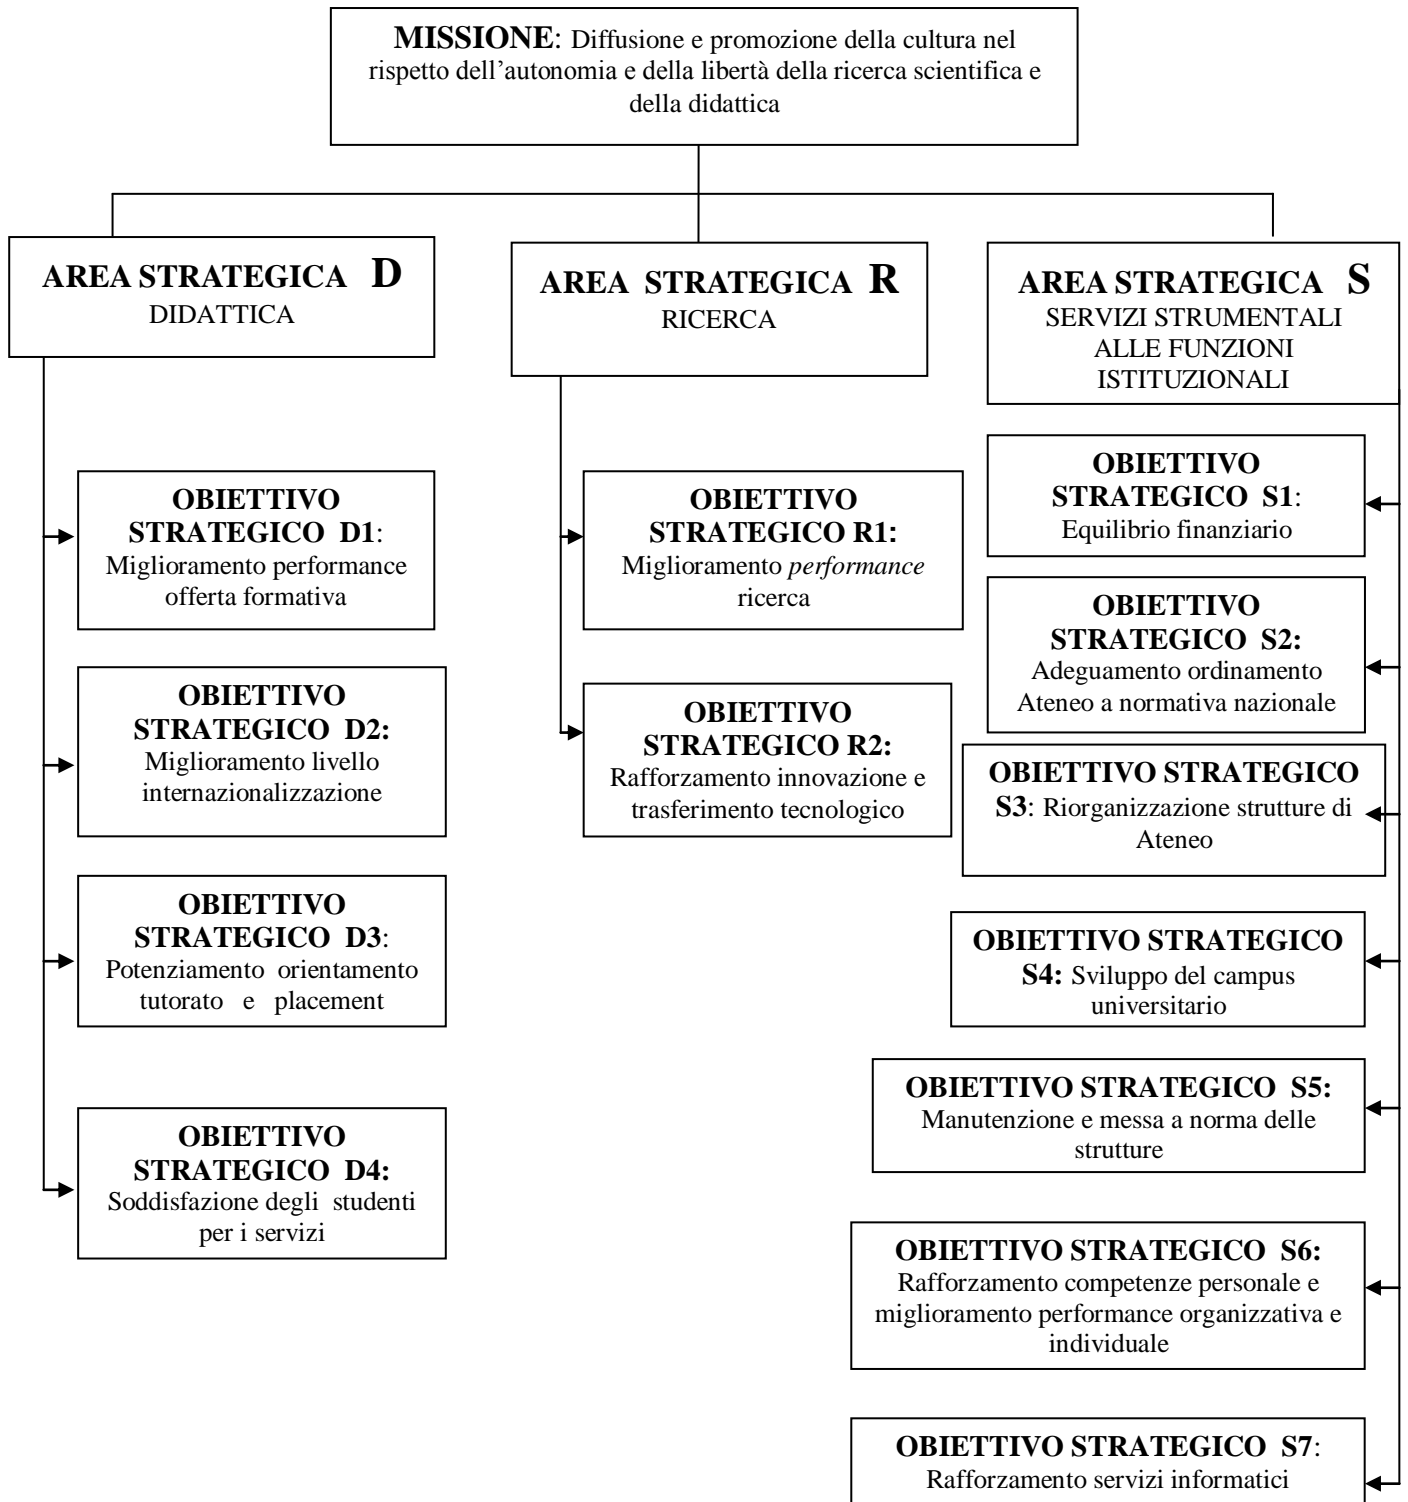 MISSIONE: Diffusione e promozione della cultura nel
rispetto dell’autonomia e della libertà della ricerca scientifica e
della didattica
AREA STRATEGICA D
DIDATTICA
OBIETTIVO
STRATEGICO D1:
Miglioramento performance
offerta formativa
OBIETTIVO
STRATEGICO D2:
Miglioramento livello
internazionalizzazione
OBIETTIVO
STRATEGICO D3:
Potenziamento orientamento
tutorato e placement
OBIETTIVO
STRATEGICO D4:
Soddisfazione degli studenti
per i servizi
AREA STRATEGICA R
RICERCA
OBIETTIVO
STRATEGICO R1:
Miglioramento performance
ricerca
OBIETTIVO
STRATEGICO R2:
Rafforzamento innovazione e
trasferimento tecnologico
AREA STRATEGICA S
SERVIZI STRUMENTALI
ALLE FUNZIONI
ISTITUZIONALI
OBIETTIVO
STRATEGICO S1:
Equilibrio finanziario
OBIETTIVO
STRATEGICO S2:
Adeguamento ordinamento
Ateneo a normativa nazionale
OBIETTIVO STRATEGICO
S3: Riorganizzazione strutture di
Ateneo
OBIETTIVO STRATEGICO
S4: Sviluppo del campus
universitario
OBIETTIVO STRATEGICO S5:
Manutenzione e messa a norma delle
strutture
OBIETTIVO STRATEGICO S6:
Rafforzamento competenze personale e
miglioramento performance organizzativa e
individuale
OBIETTIVO STRATEGICO S7:
Rafforzamento servizi informatici